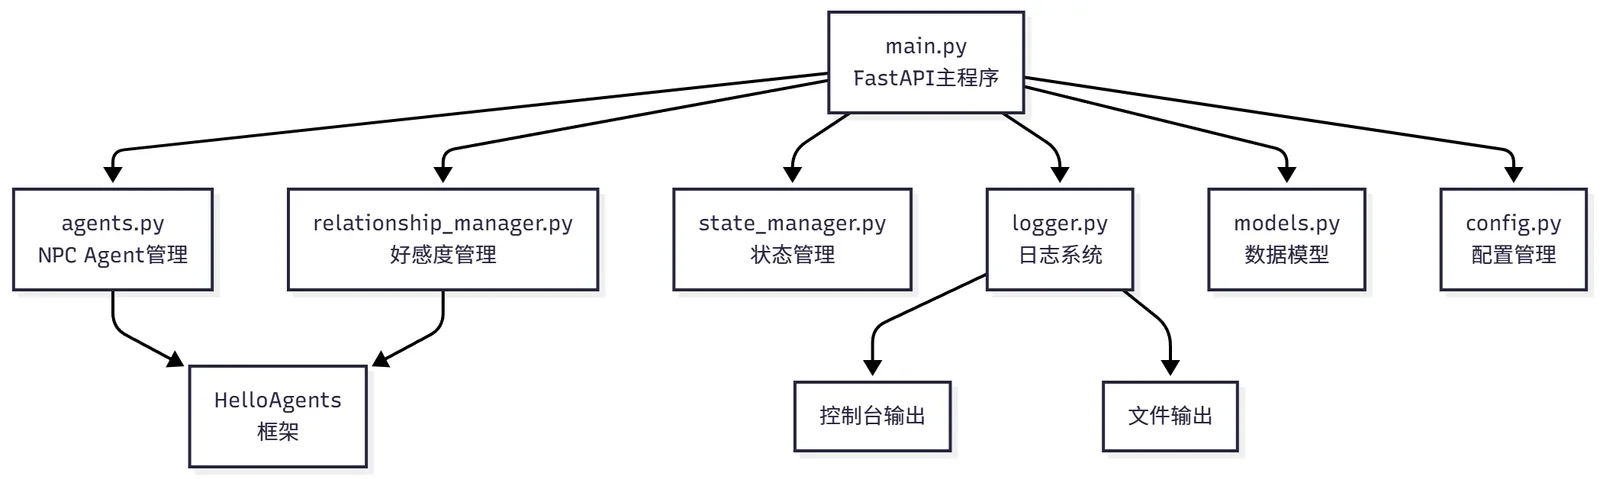 main.py
FastAPI主程序
agents.py
NPC Agent管理
relationship_manager.py
好感度管理
state_manager.py
状态管理
logger.py
日志系统
models.py
数据模型
config.py
配置管理
HelloAgents
框架
控制台输出
文件输出